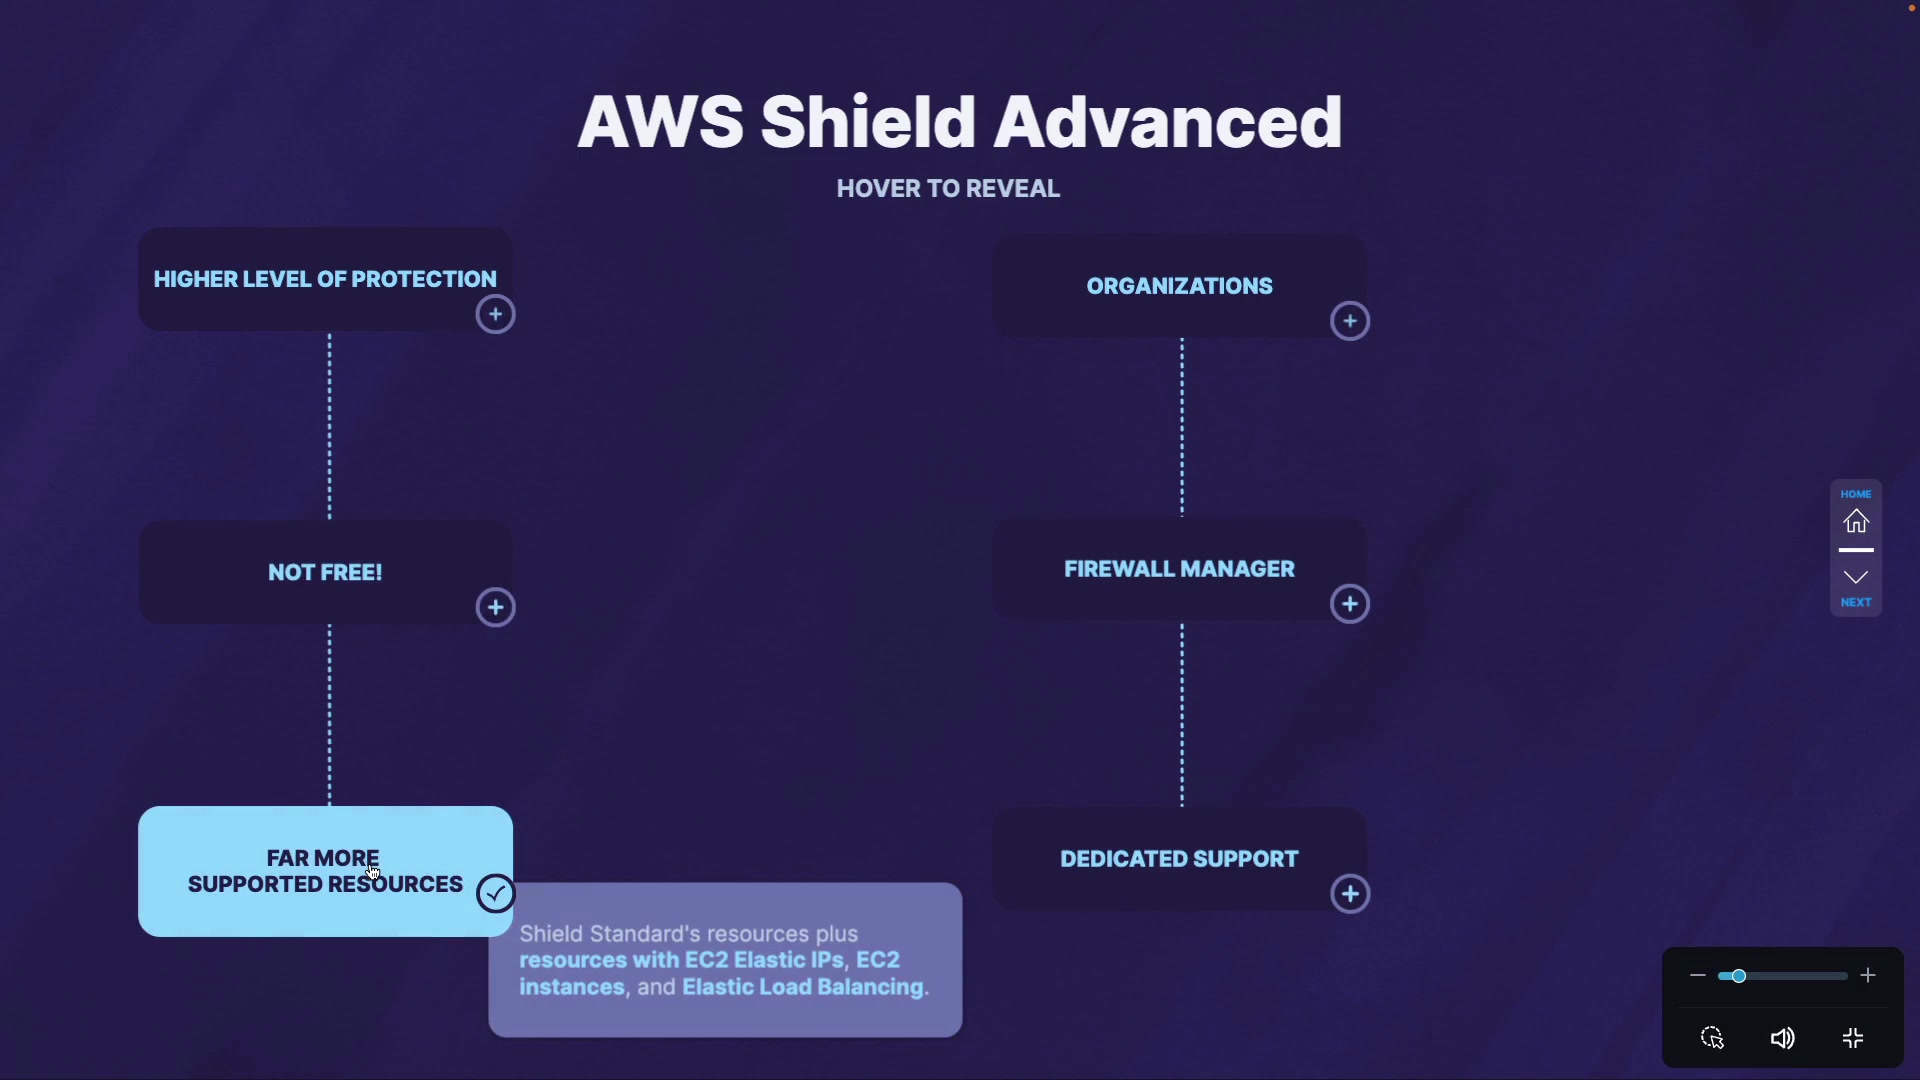 AWS Shield Advanced
HOVER TO REVEAL
HIGHER LEVEL OF PROTECTION
NOT FREE!
FAR MORE
SUPPORTED RESOURCES
Shield Standard's resources plus
resources with EC2 Elastic IPs, EC2
instances, and Elastic Load Balancing.
ORGANIZATIONS
FIREWALL MANAGER
DEDICATED SUPPORT
HOME
NEXT